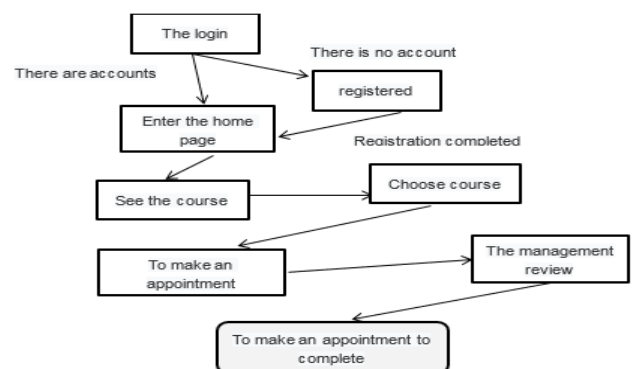 The login
There is no account
There are accounts
registered
Enter the home
page
Registration completed
Choose course
See the course
The management
review
To make an
appointment
To make an appointment to
complete